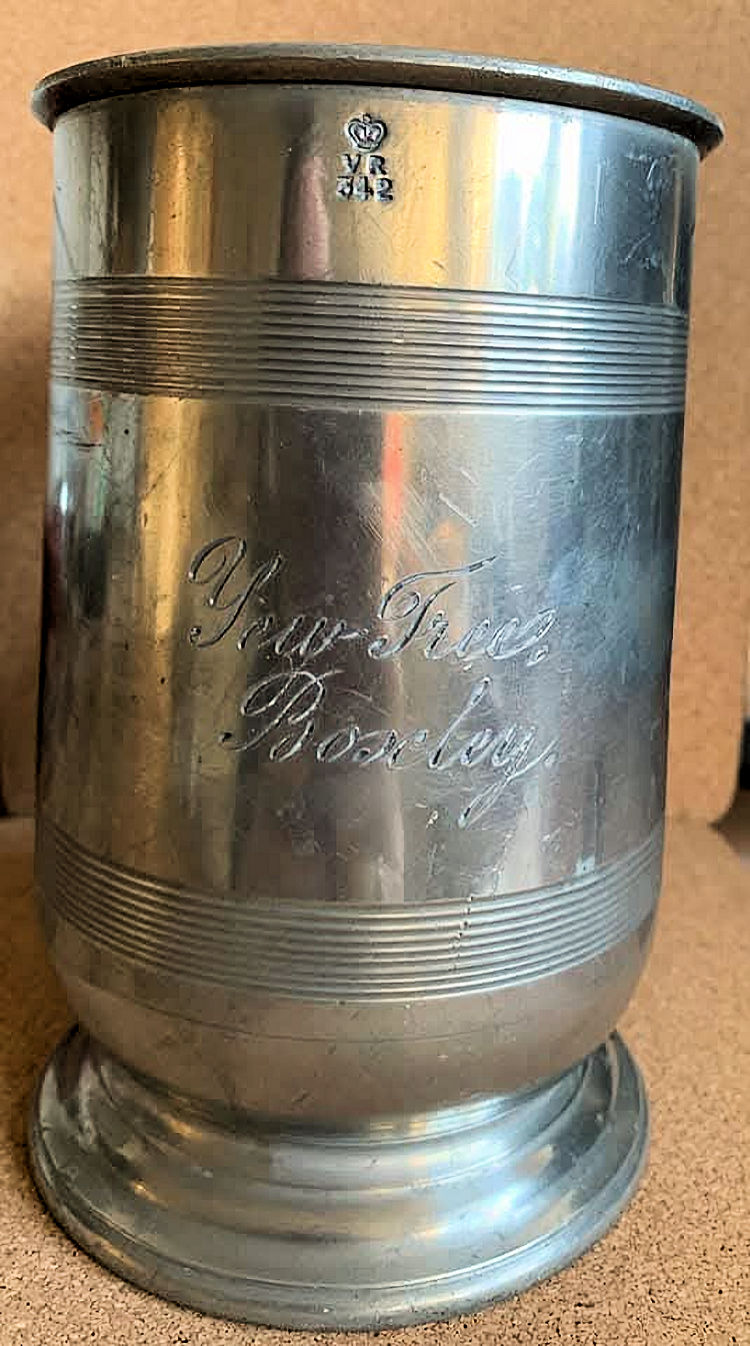 VR
342
Yew Tree,
Boxley.